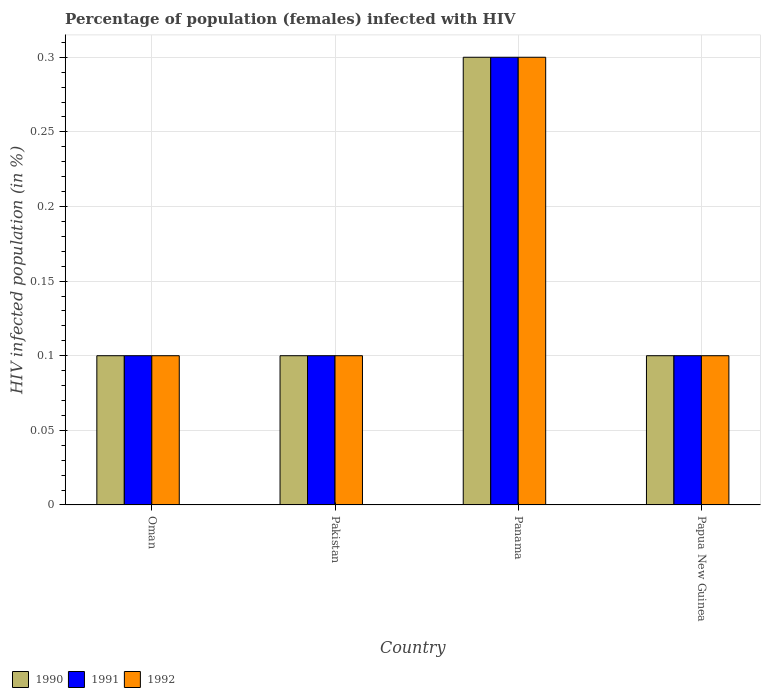 Percentage of population (females) infected with HIV
HIV infected population (in %)
0.3
0.25
0.2
0.15
0.1
0.05
0
Oman
Pakistan
Panama
Papua New Guinea
Country
1990
1991
1992